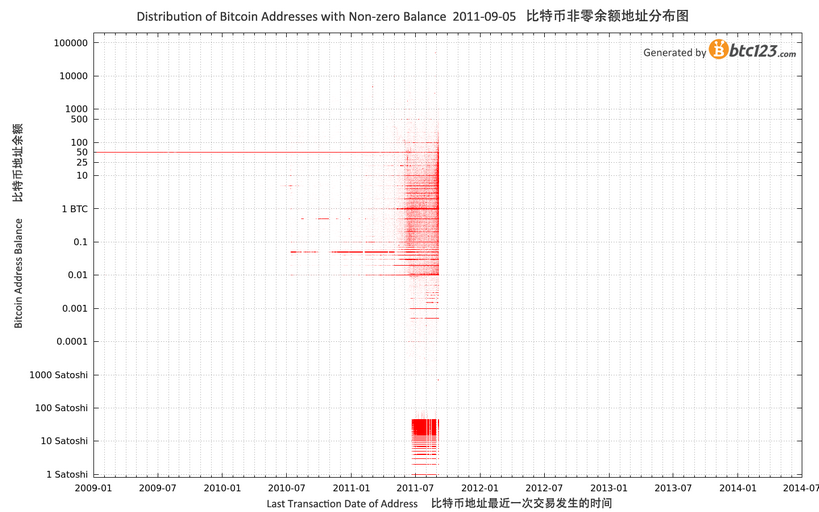 Distribution of Bitcoin Addresses with Non-zero Balance 2011-09-05 比特币非零余额地址分布图
Generated by btc123.com
Bitcoin Address Balance 比特币地址余额
100000
10000
1000
500
100
50
25
10
1 BTC
0.1
0.01
0.001
0.0001
1000 Satoshi
100 Satoshi
10 Satoshi
1 Satoshi
2009-01 2009-07 2010-01 2010-07 2011-01 2011-07 2012-01 2012-07 2013-01 2013-07 2014-01 2014-07
Last Transaction Date of Address 比特币地址最近一次交易发生的时间